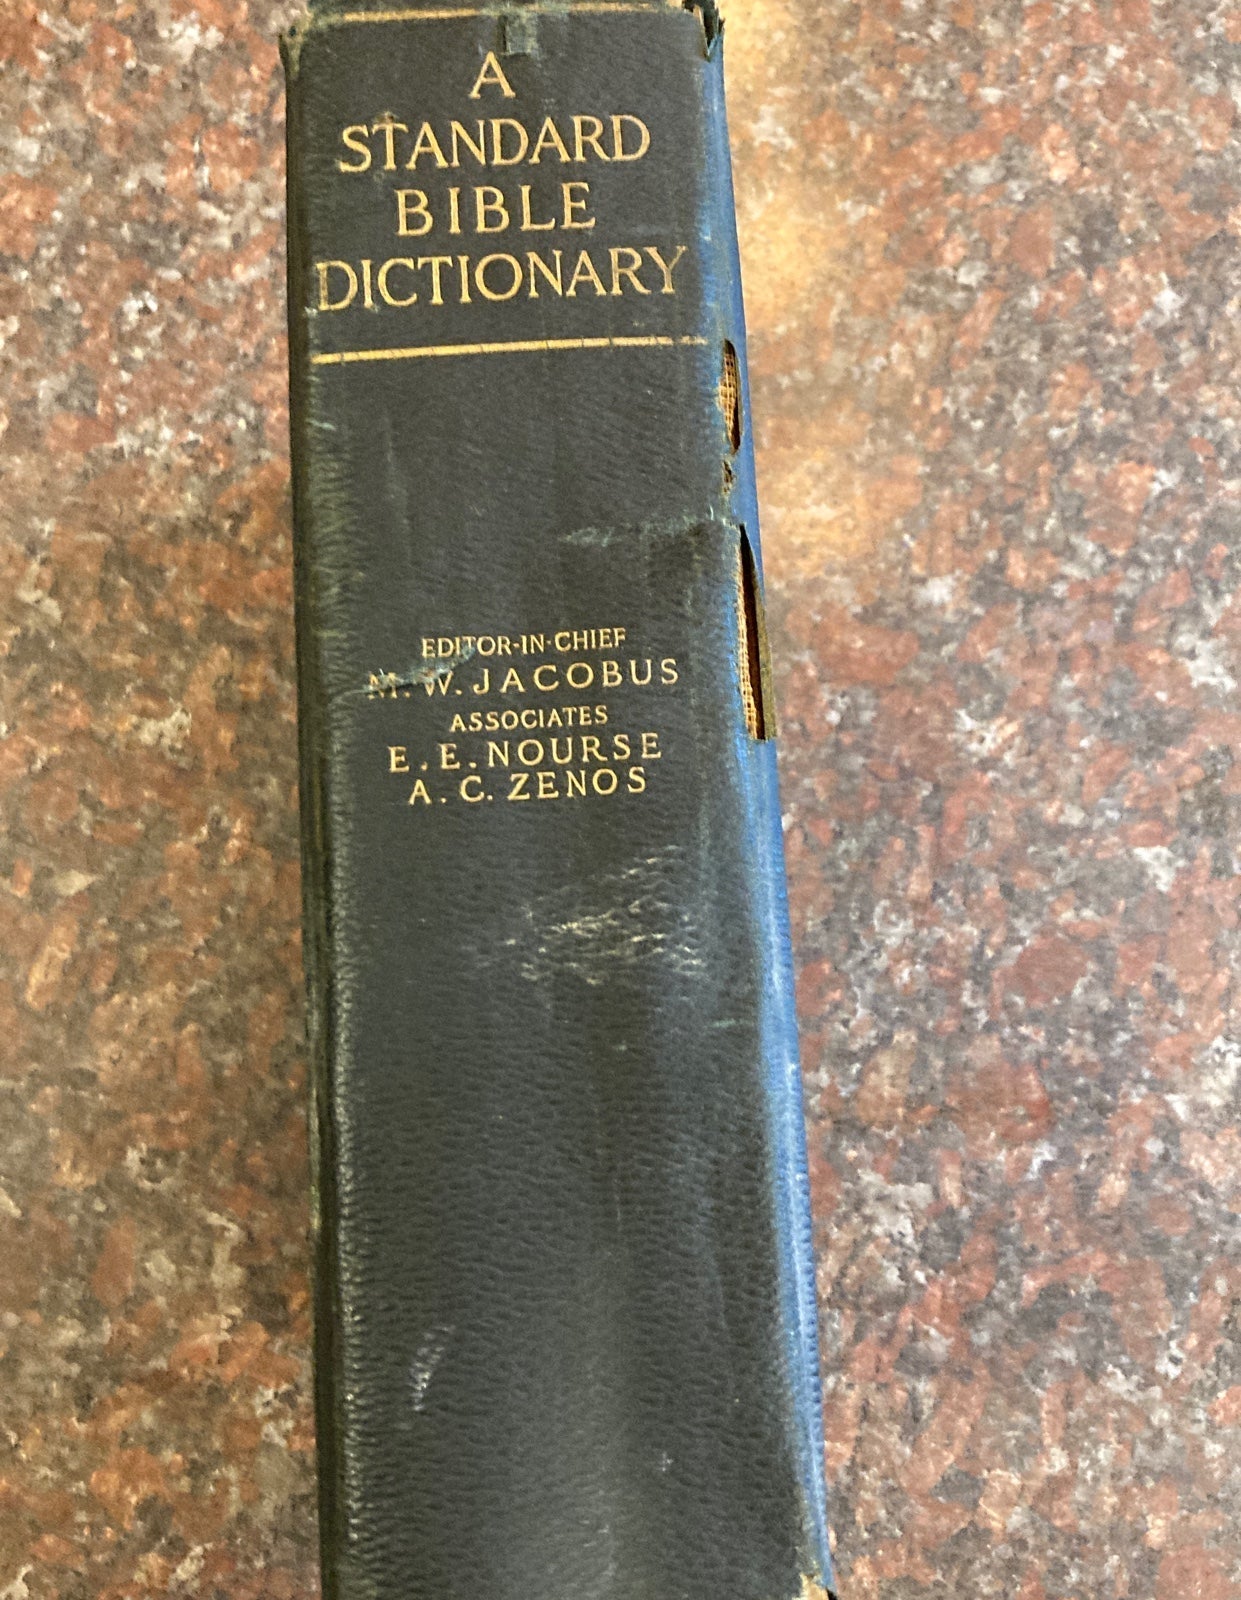 A
STANDARD
BIBLE
DICTIONARY
EDITOR-IN-CHIEF
M. W. JACOBUS
ASSOCIATES
E. E. NOURSE
A. C. ZENOS